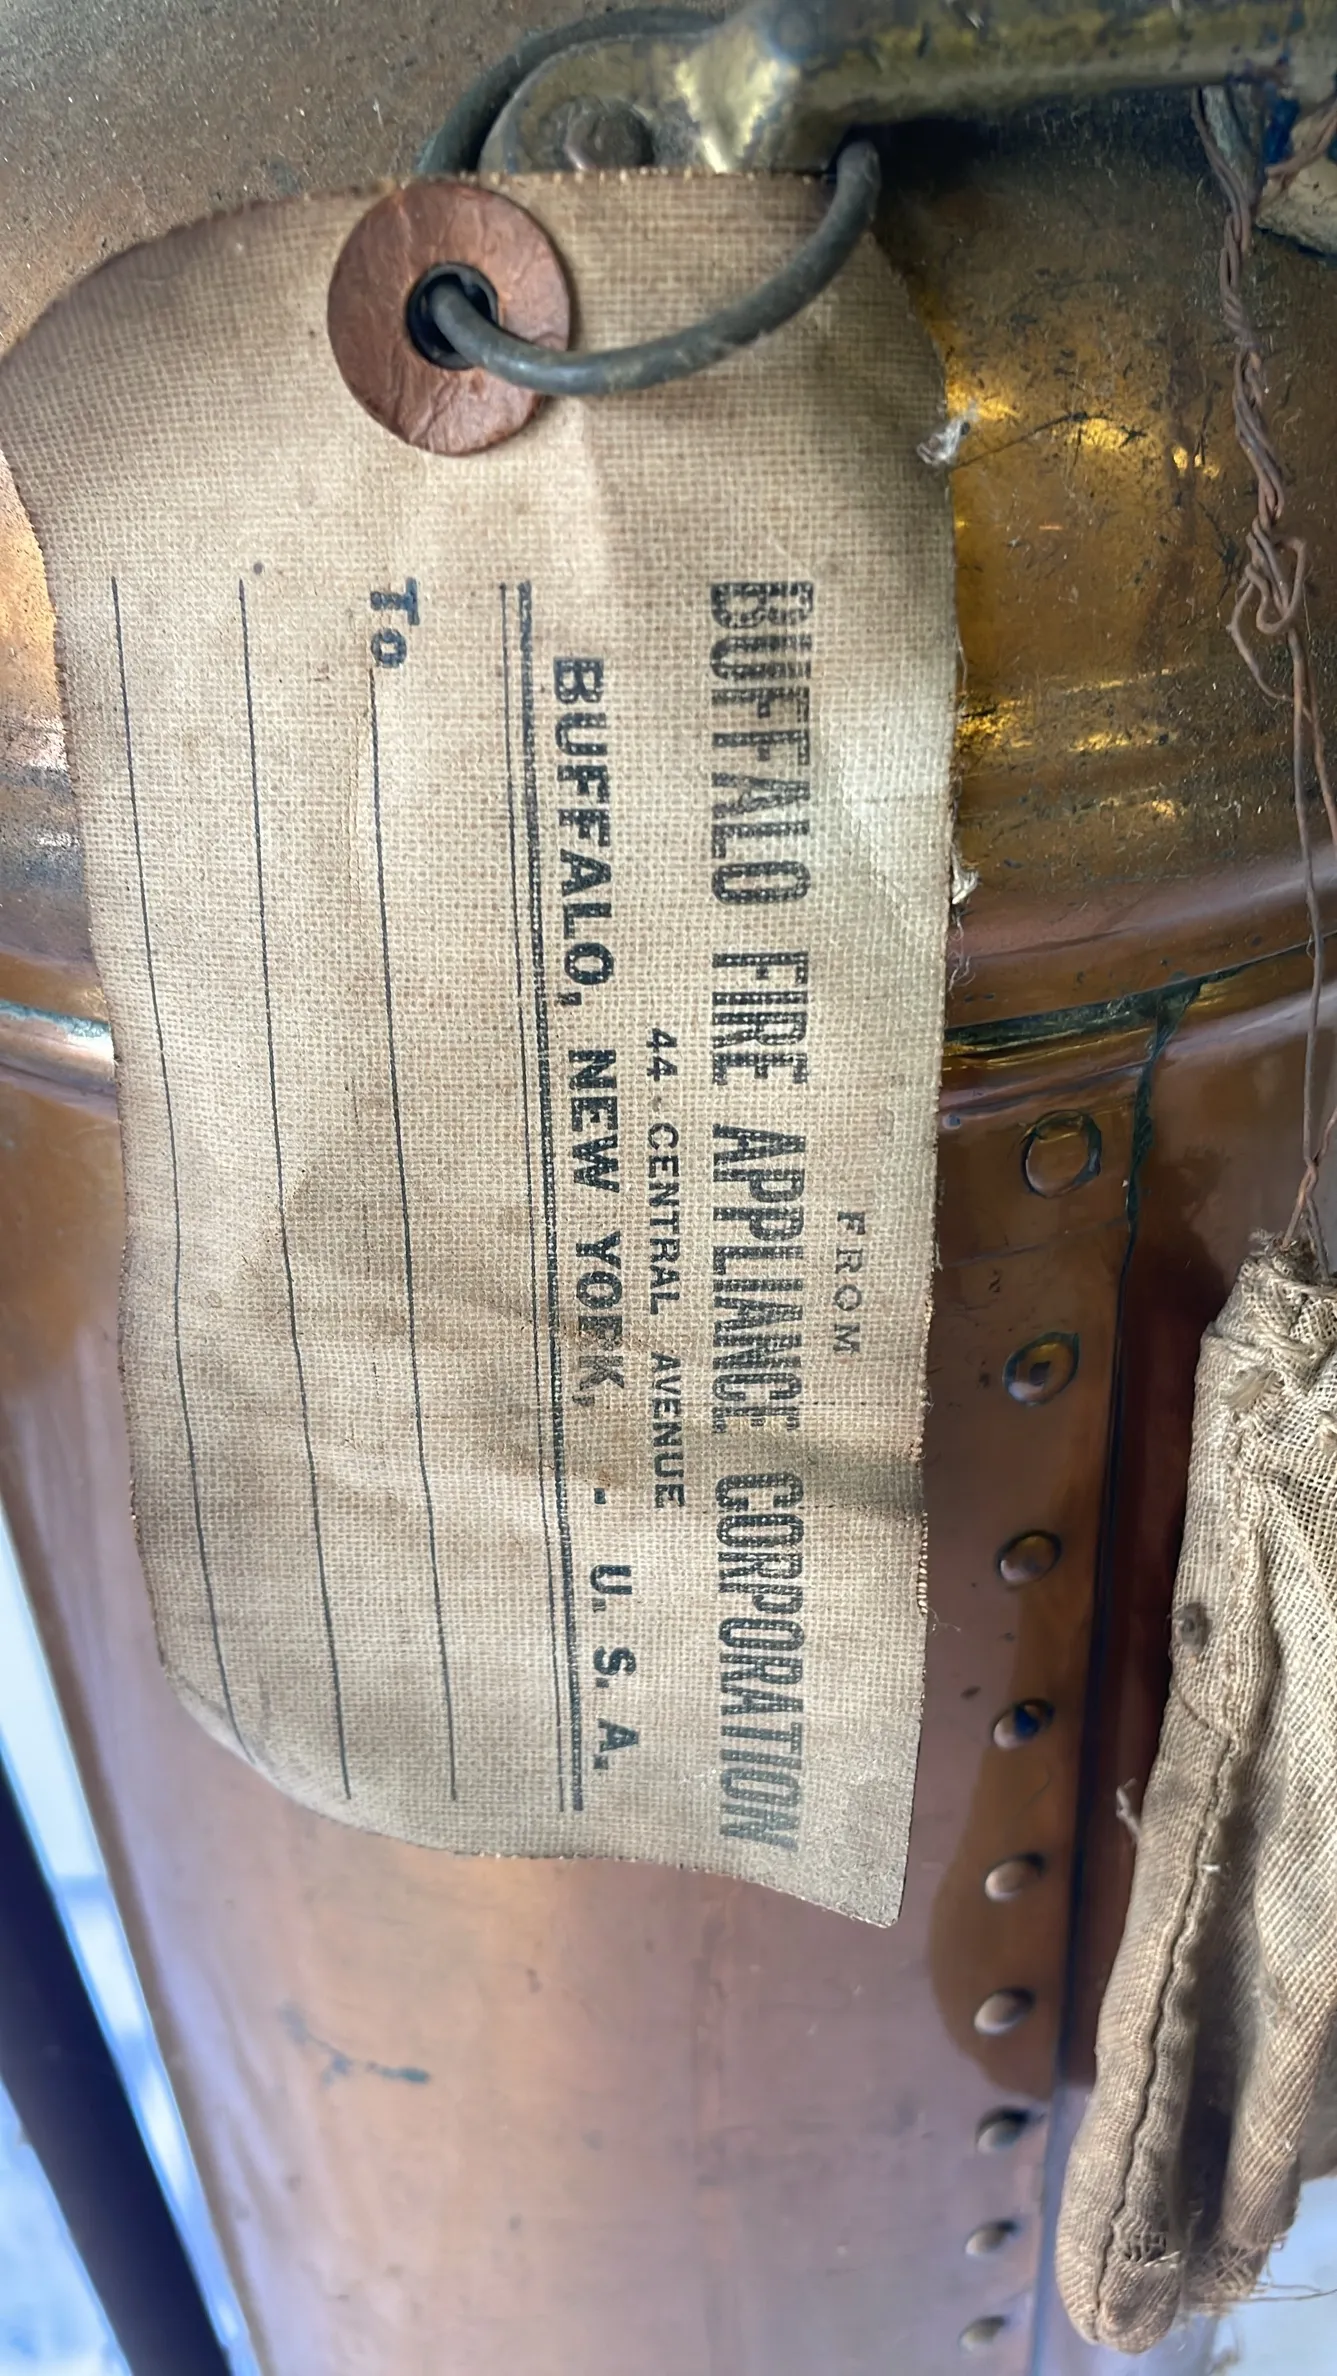 FROM
BUFFALO FIRE APPLIANCE CORPORATION
44 - CENTRAL AVENUE
BUFFALO, NEW YORK, - U. S. A.
To